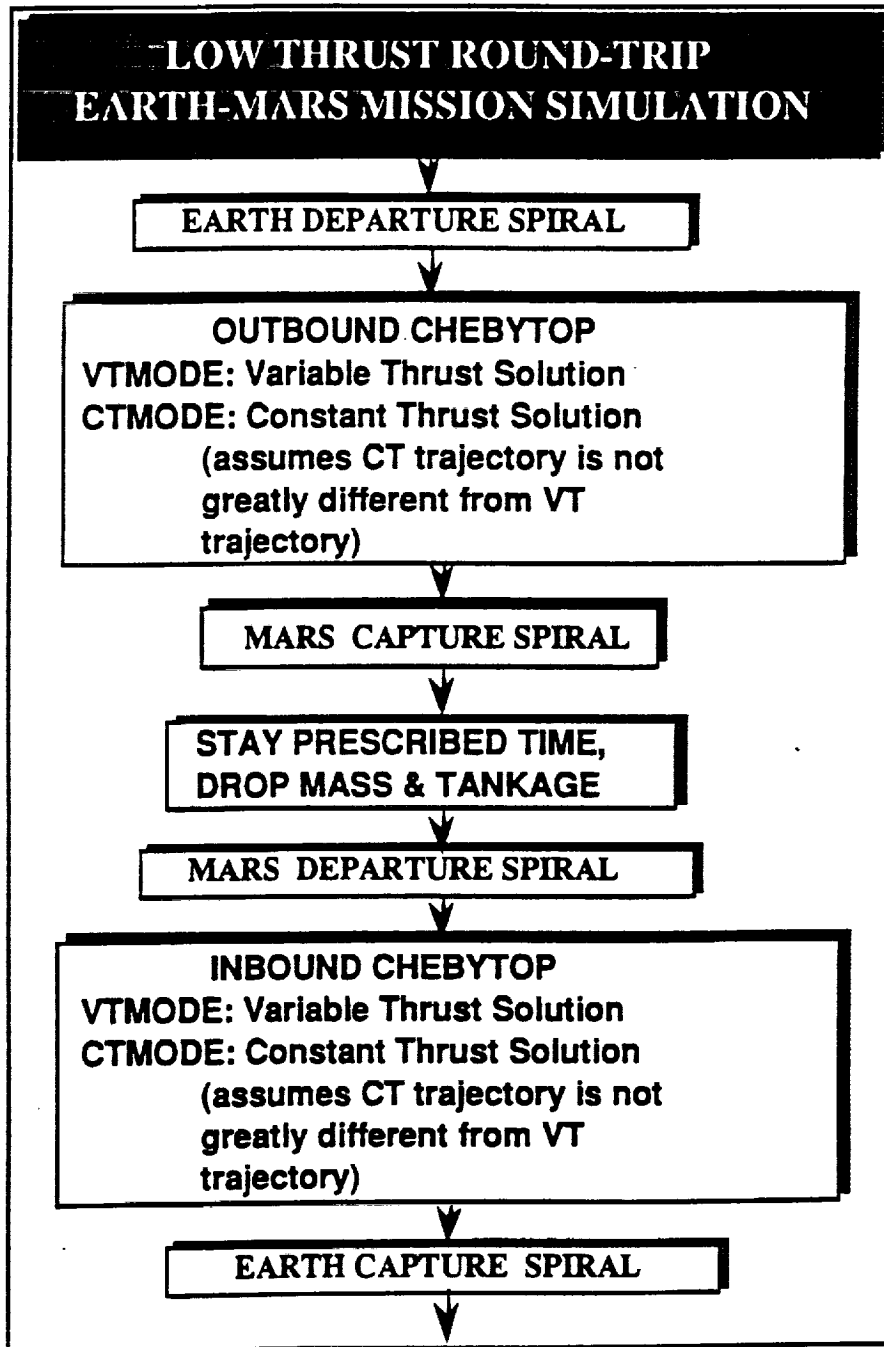 LOW THRUST ROUND-TRIP
EARTH-MARS MISSION SIMULATION
EARTH DEPARTURE SPIRAL
OUTBOUND CHEBYTOP
VTMODE: Variable Thrust Solution
CTMODE: Constant Thrust Solution
(assumes CT trajectory is not
greatly different from VT
trajectory)
MARS CAPTURE SPIRAL
STAY PRESCRIBED TIME,
DROP MASS & TANKAGE
MARS DEPARTURE SPIRAL
INBOUND CHEBYTOP
VTMODE: Variable Thrust Solution
CTMODE: Constant Thrust Solution
(assumes CT trajectory is not
greatly different from VT
trajectory)
EARTH CAPTURE SPIRAL